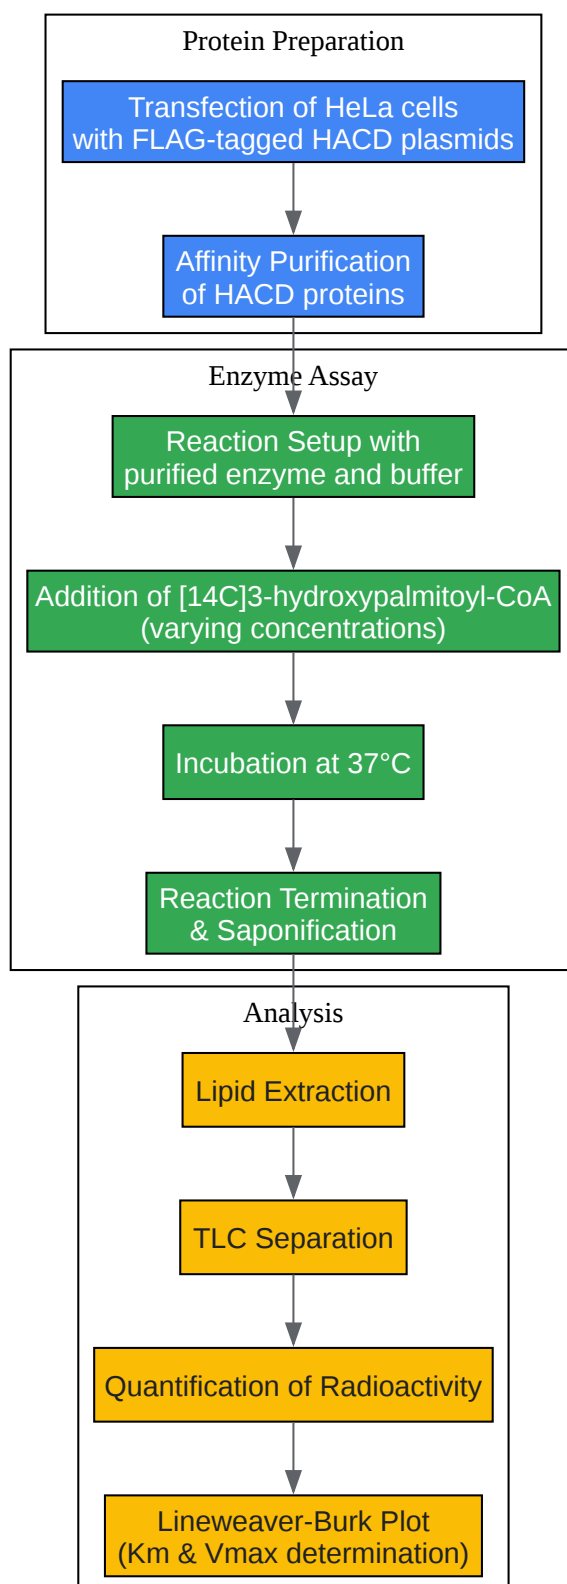 Protein Preparation
Transfection of HeLa cells
with FLAG-tagged HACD plasmids
Affinity Purification
of HACD proteins
Enzyme Assay
Reaction Setup with
purified enzyme and buffer
Addition of [14C]3-hydroxypalmitoyl-CoA
(varying concentrations)
Incubation at 37°C
Reaction Termination
& Saponification
Analysis
Lipid Extraction
TLC Separation
Quantification of Radioactivity
Lineweaver-Burk Plot
(Km & Vmax determination)